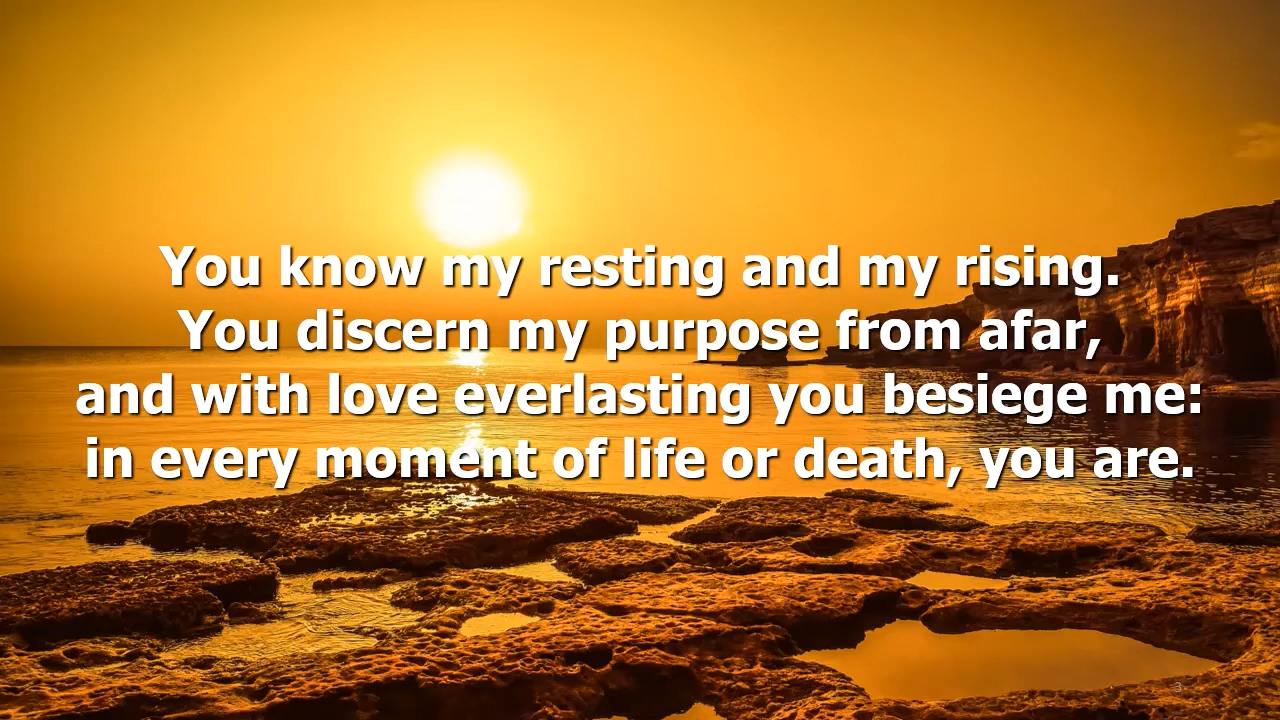 You know my resting and my rising.
You discern my purpose from afar,
and with love everlasting you besiege me:
in every moment of life or death, you are.
3